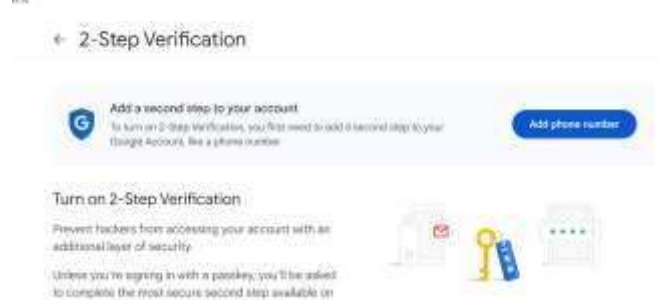 ← 2-Step Verification
Add a second step to your account
To turn on 2-Step Verification, you first need to add a second step to your
Google Account, like a phone number
Add phone number
Turn on 2-Step Verification
Prevent hackers from accessing your account with an
additional layer of security.
Unless you're signing in with a passkey, you'll be asked
to complete the most secure second step available on